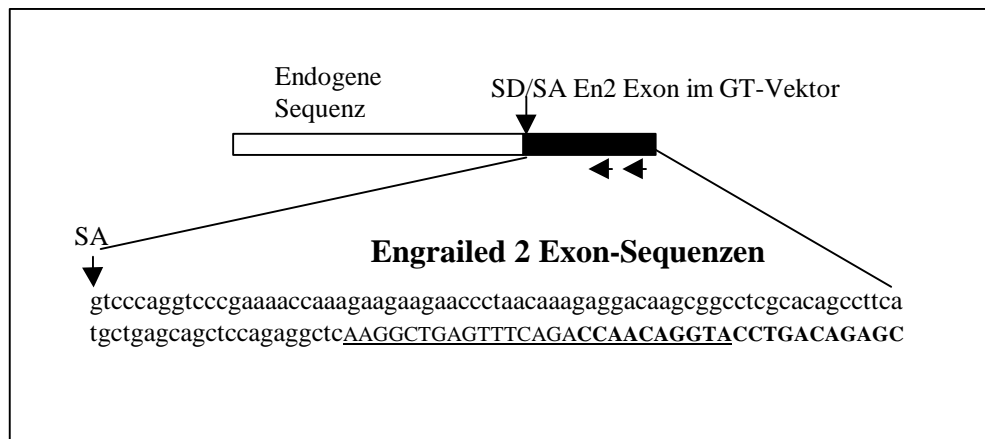 Endogene
Sequenz
SD/SA En2 Exon im GT-Vektor
SA
Engrailed 2 Exon-Sequenzen
gtcccaggtcccgaaaaccaaagaagaagaaccctaacaaagaggacaagcggcctcgcacagccttca
tgctgagcagctccagaggctcAAGGCTGAGTTTCAGACCAACAGGTACCTGACAGAGC